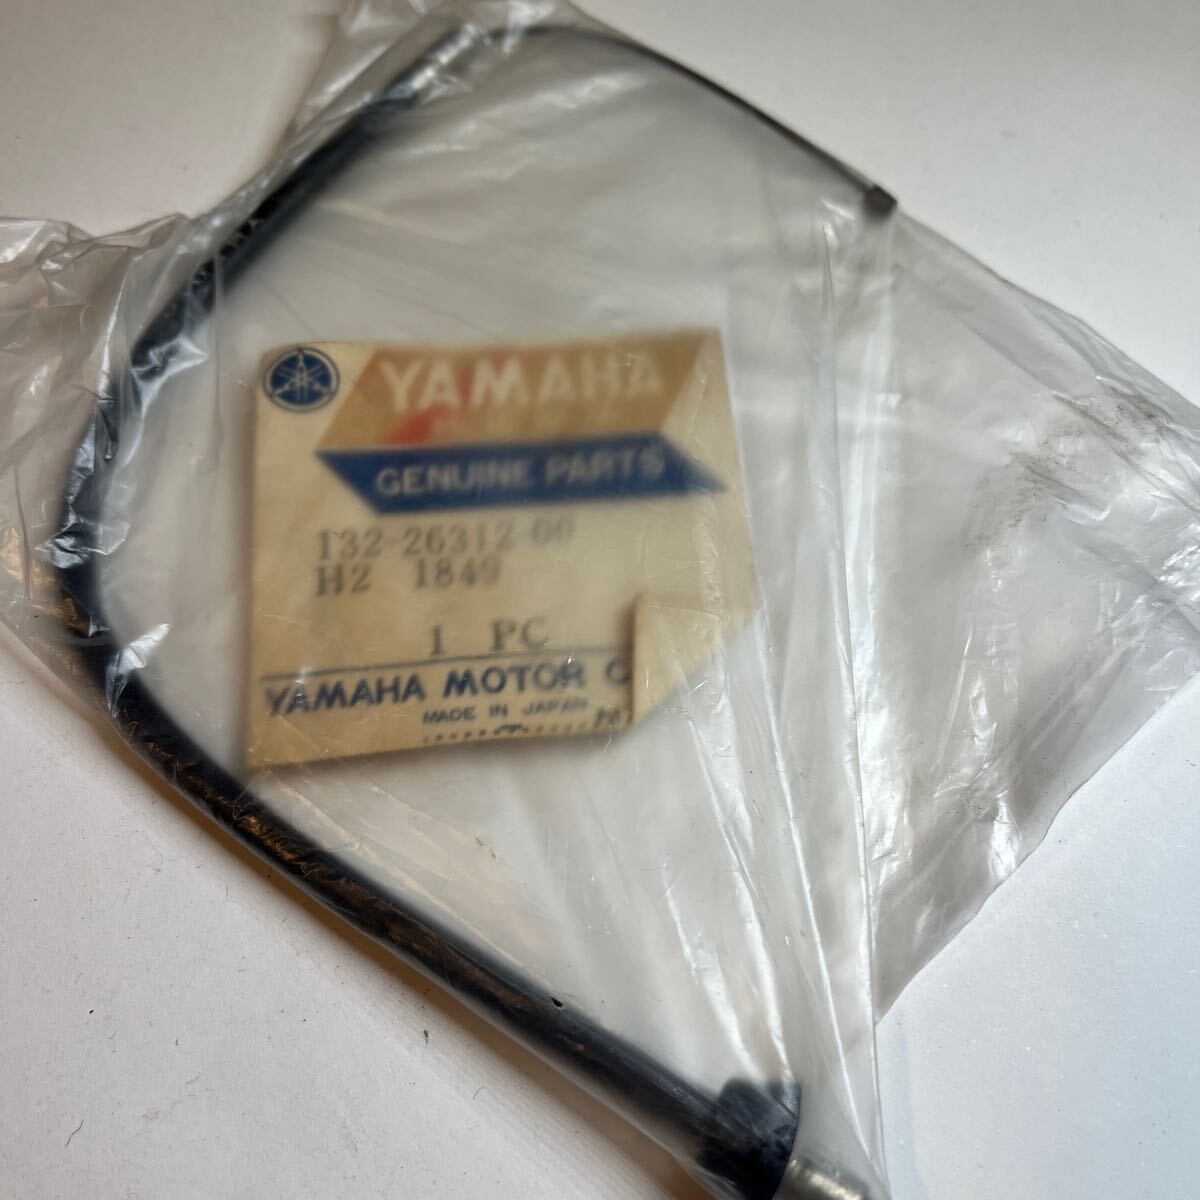 YAMAHA
GENUINE PARTS
132-26312-00
H2 1849
1 PC
YAMAHA MOTOR
MADE IN JAPAN